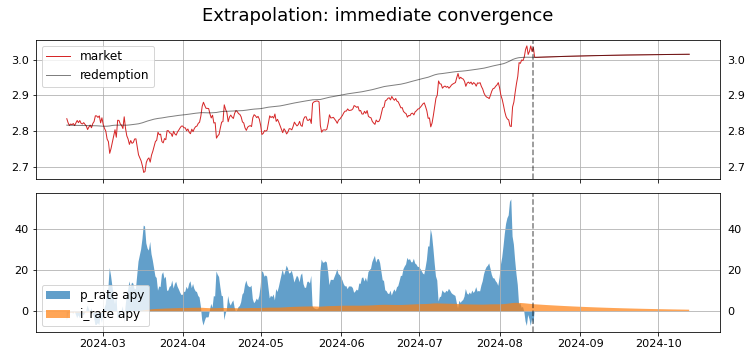 Extrapolation: immediate convergence
3.0
2.9
2.8
2.7
3.0
2.9
2.8
2.7
market
redemption
40
20
0
40
20
0
p_rate apy
i_rate apy
2024-03 2024-04 2024-05 2024-06 2024-07 2024-08 2024-09 2024-10